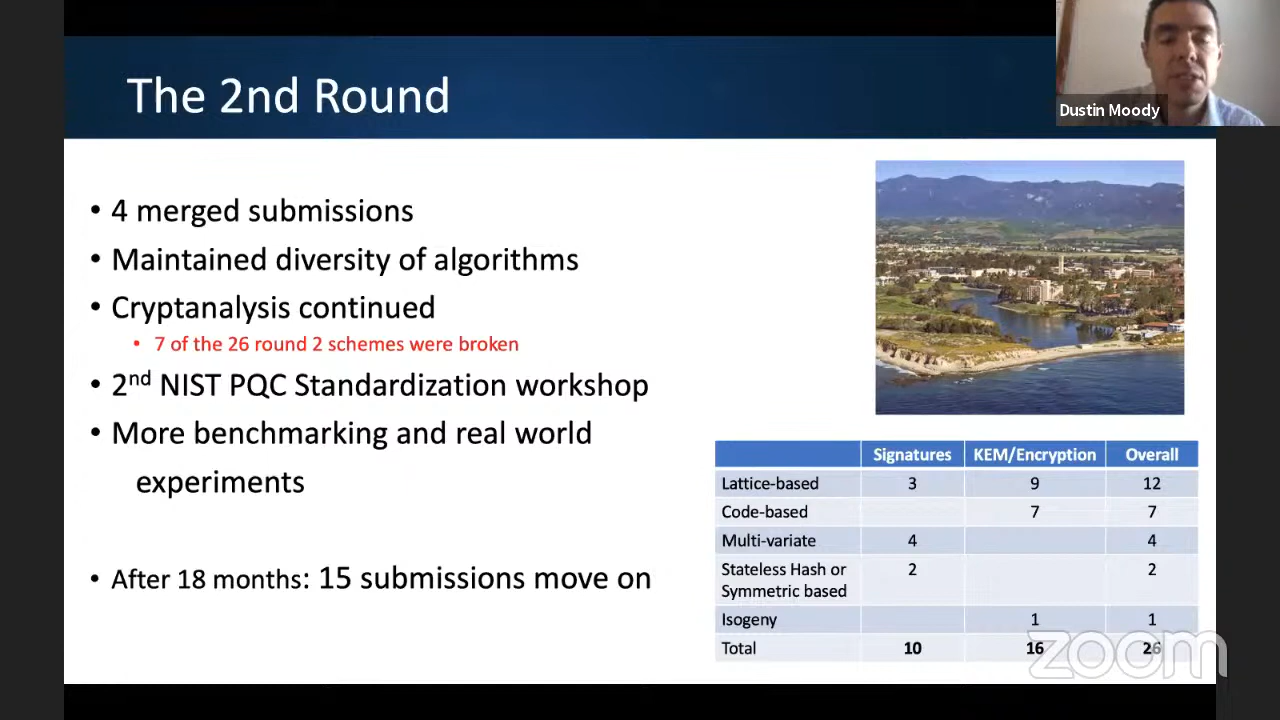 The 2nd Round
Dustin Moody
• 4 merged submissions
• Maintained diversity of algorithms
• Cryptanalysis continued
• 7 of the 26 round 2 schemes were broken
• 2nd NIST PQC Standardization workshop
• More benchmarking and real world
experiments
• After 18 months: 15 submissions move on
Signatures KEM/Encryption Overall
Lattice-based 3 9 12
Code-based 7 7
Multi-variate 4 4
Stateless Hash or
Symmetric based 2 2
Isogeny 1 1
Total 10 16 26
zoom